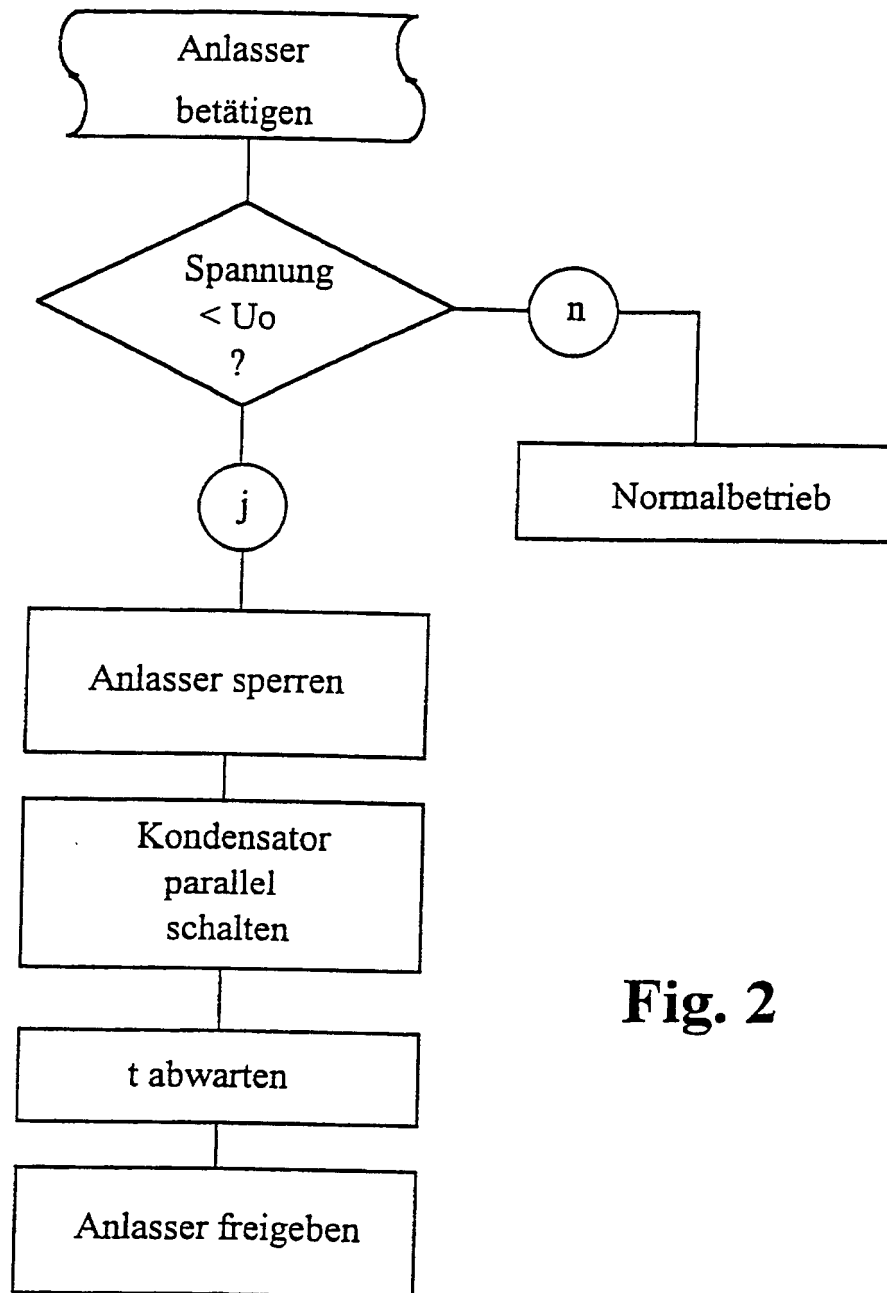 Anlasser
betätigen
Spannung
< Uo
?
n
j
Normalbetrieb
Anlasser sperren
Kondensator
parallel
schalten
t abwarten
Anlasser freigeben
Fig. 2